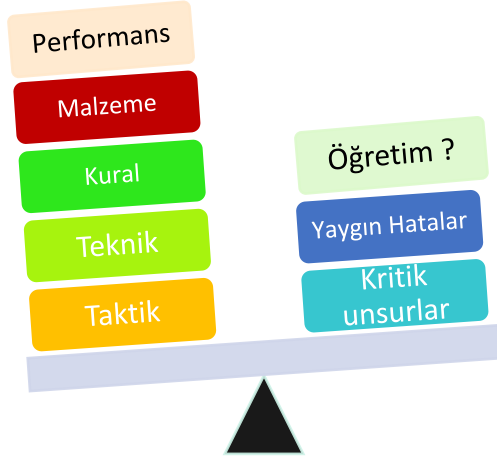 Performans
Malzeme
Kural
Teknik
Taktik
Öğretim ?
Yaygın Hatalar
Kritik
unsurlar